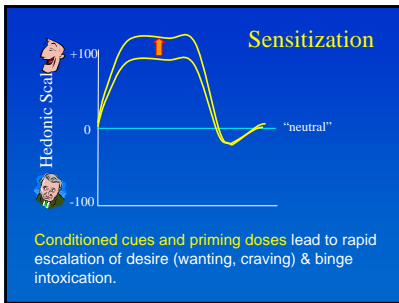 Sensitization
+100
Hedonic Scale
0
“neutral”
-100
Conditioned cues and priming doses lead to rapid
escalation of desire (wanting, craving) & binge
intoxication.